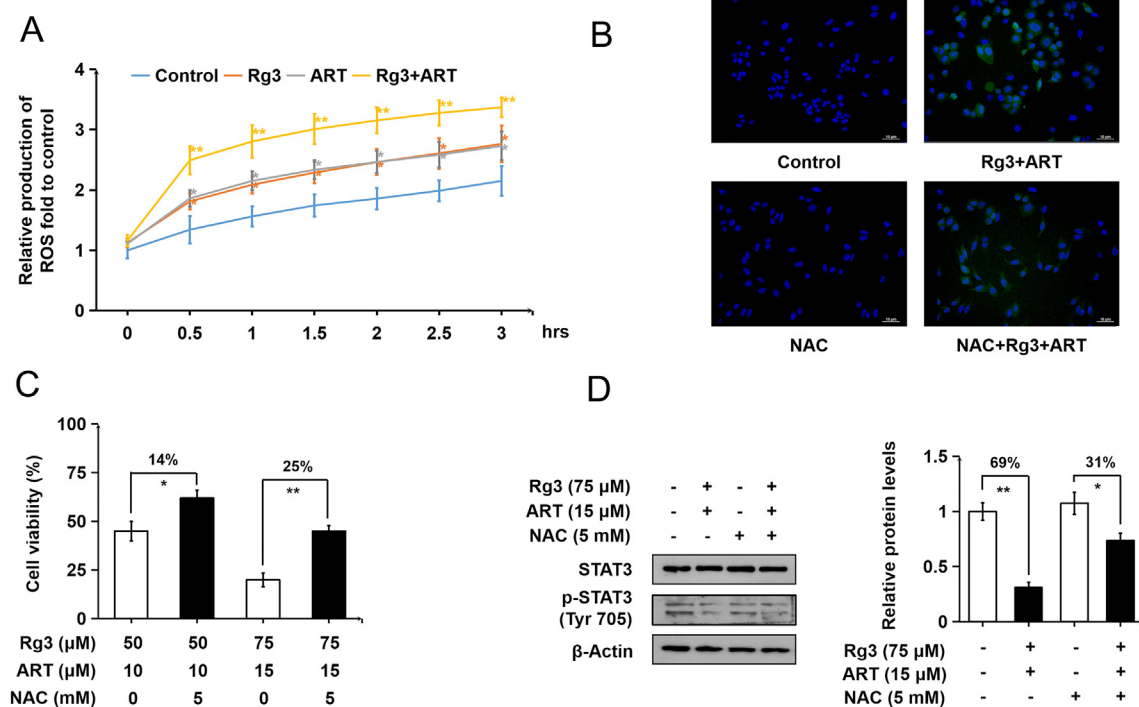 A
Relative production of
ROS fold to control
Control Rg3 ART Rg3+ART
4
3
2
1
0
** ** ** ** ** ** **
* * * * * *
* * * * * *
0 0.5 1 1.5 2 2.5 3 hrs
B
Control Rg3+ART
NAC NAC+Rg3+ART
C
Cell viability (%)
100
75
50
25
0
14% 25%
* **
Rg3 (µM) 50 50 75 75
ART (µM) 10 10 15 15
NAC (mM) 0 5 0 5
D
Rg3 (75 µM) - + - +
ART (15 µM) - + - +
NAC (5 mM) - - + +
STAT3
p-STAT3
(Tyr 705)
β-Actin
Relative protein levels
1.5
1
0.5
0
69% 31%
** *
Rg3 (75 µM) - + - +
ART (15 µM) - + - +
NAC (5 mM) - - + +